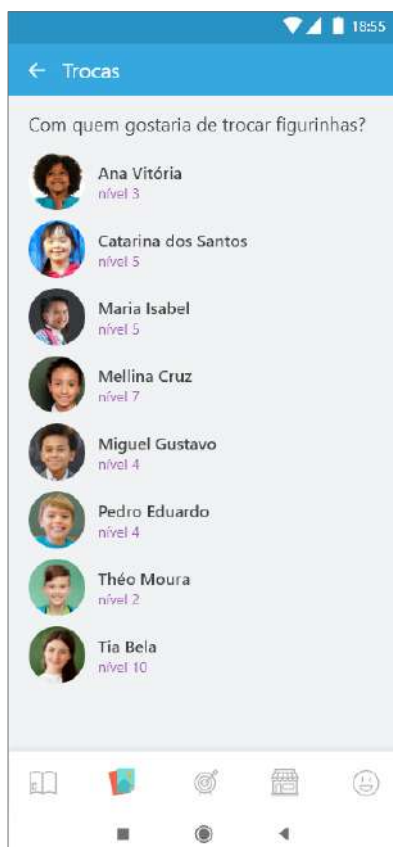 18:55
Trocas
Com quem gostaria de trocar figurinhas?
Ana Vitória
nível 3
Catarina dos Santos
nível 5
Maria Isabel
nível 5
Mellina Cruz
nível 7
Miguel Gustavo
nível 4
Pedro Eduardo
nível 4
Théo Moura
nível 2
Tia Bela
nível 10